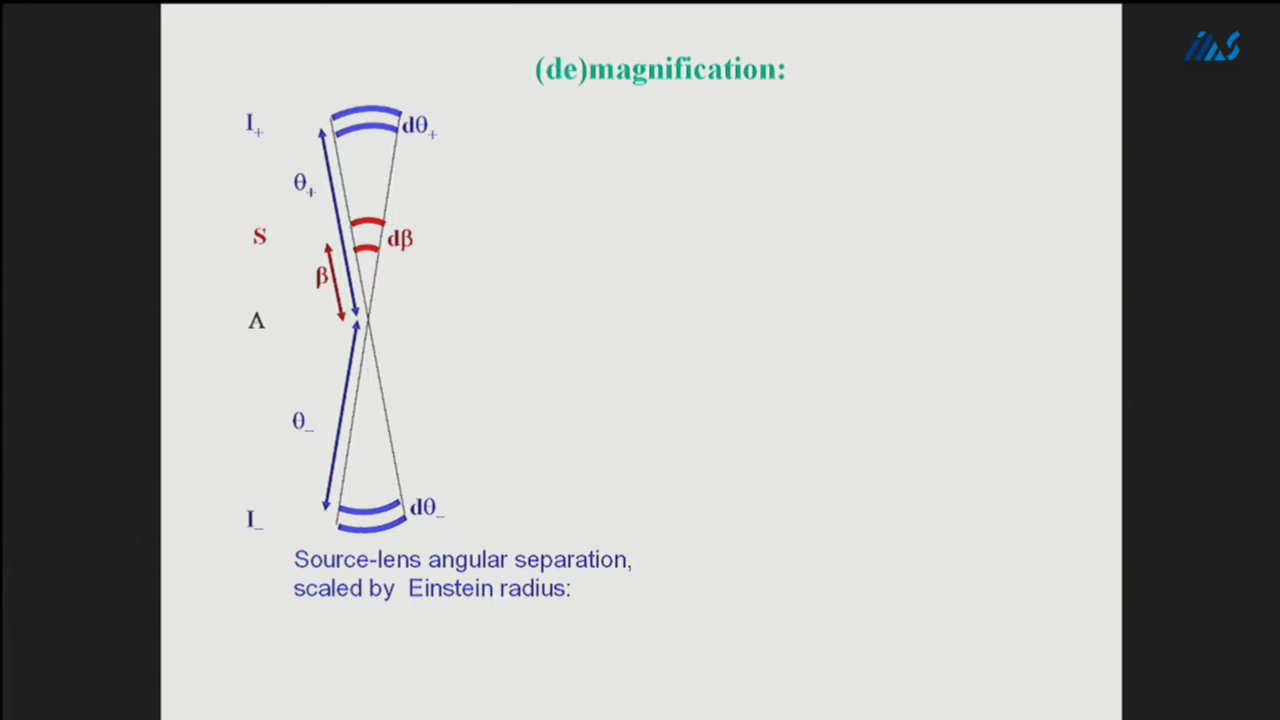 (de)magnification:
I₊
dθ₊
θ₊
S
dβ
β
Λ
θ₋
I₋
dθ₋
Source-lens angular separation,
scaled by Einstein radius: